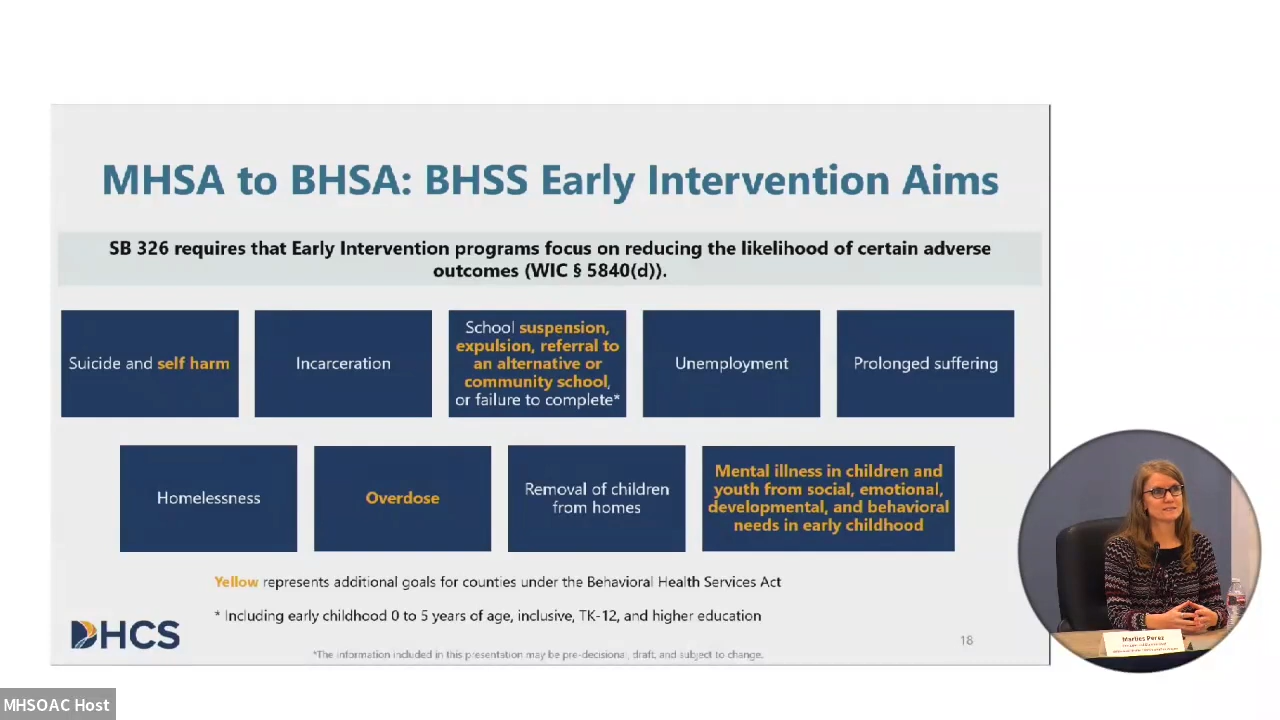 MHSA to BHSA: BHSS Early Intervention Aims
SB 326 requires that Early Intervention programs focus on reducing the likelihood of certain adverse
outcomes (WIC § 5840(d)).
Suicide and self harm
Incarceration
School suspension,
expulsion, referral to
an alternative or
community school,
or failure to complete*
Unemployment
Prolonged suffering
Homelessness
Overdose
Removal of children
from homes
Mental illness in children and
youth from social, emotional,
developmental, and behavioral
needs in early childhood
Yellow represents additional goals for counties under the Behavioral Health Services Act
* Including early childhood 0 to 5 years of age, inclusive, TK-12, and higher education
DHCS
*The information included in this presentation may be pre-decisional, draft, and subject to change.
18
Marlies Perez
MHSOAC Host